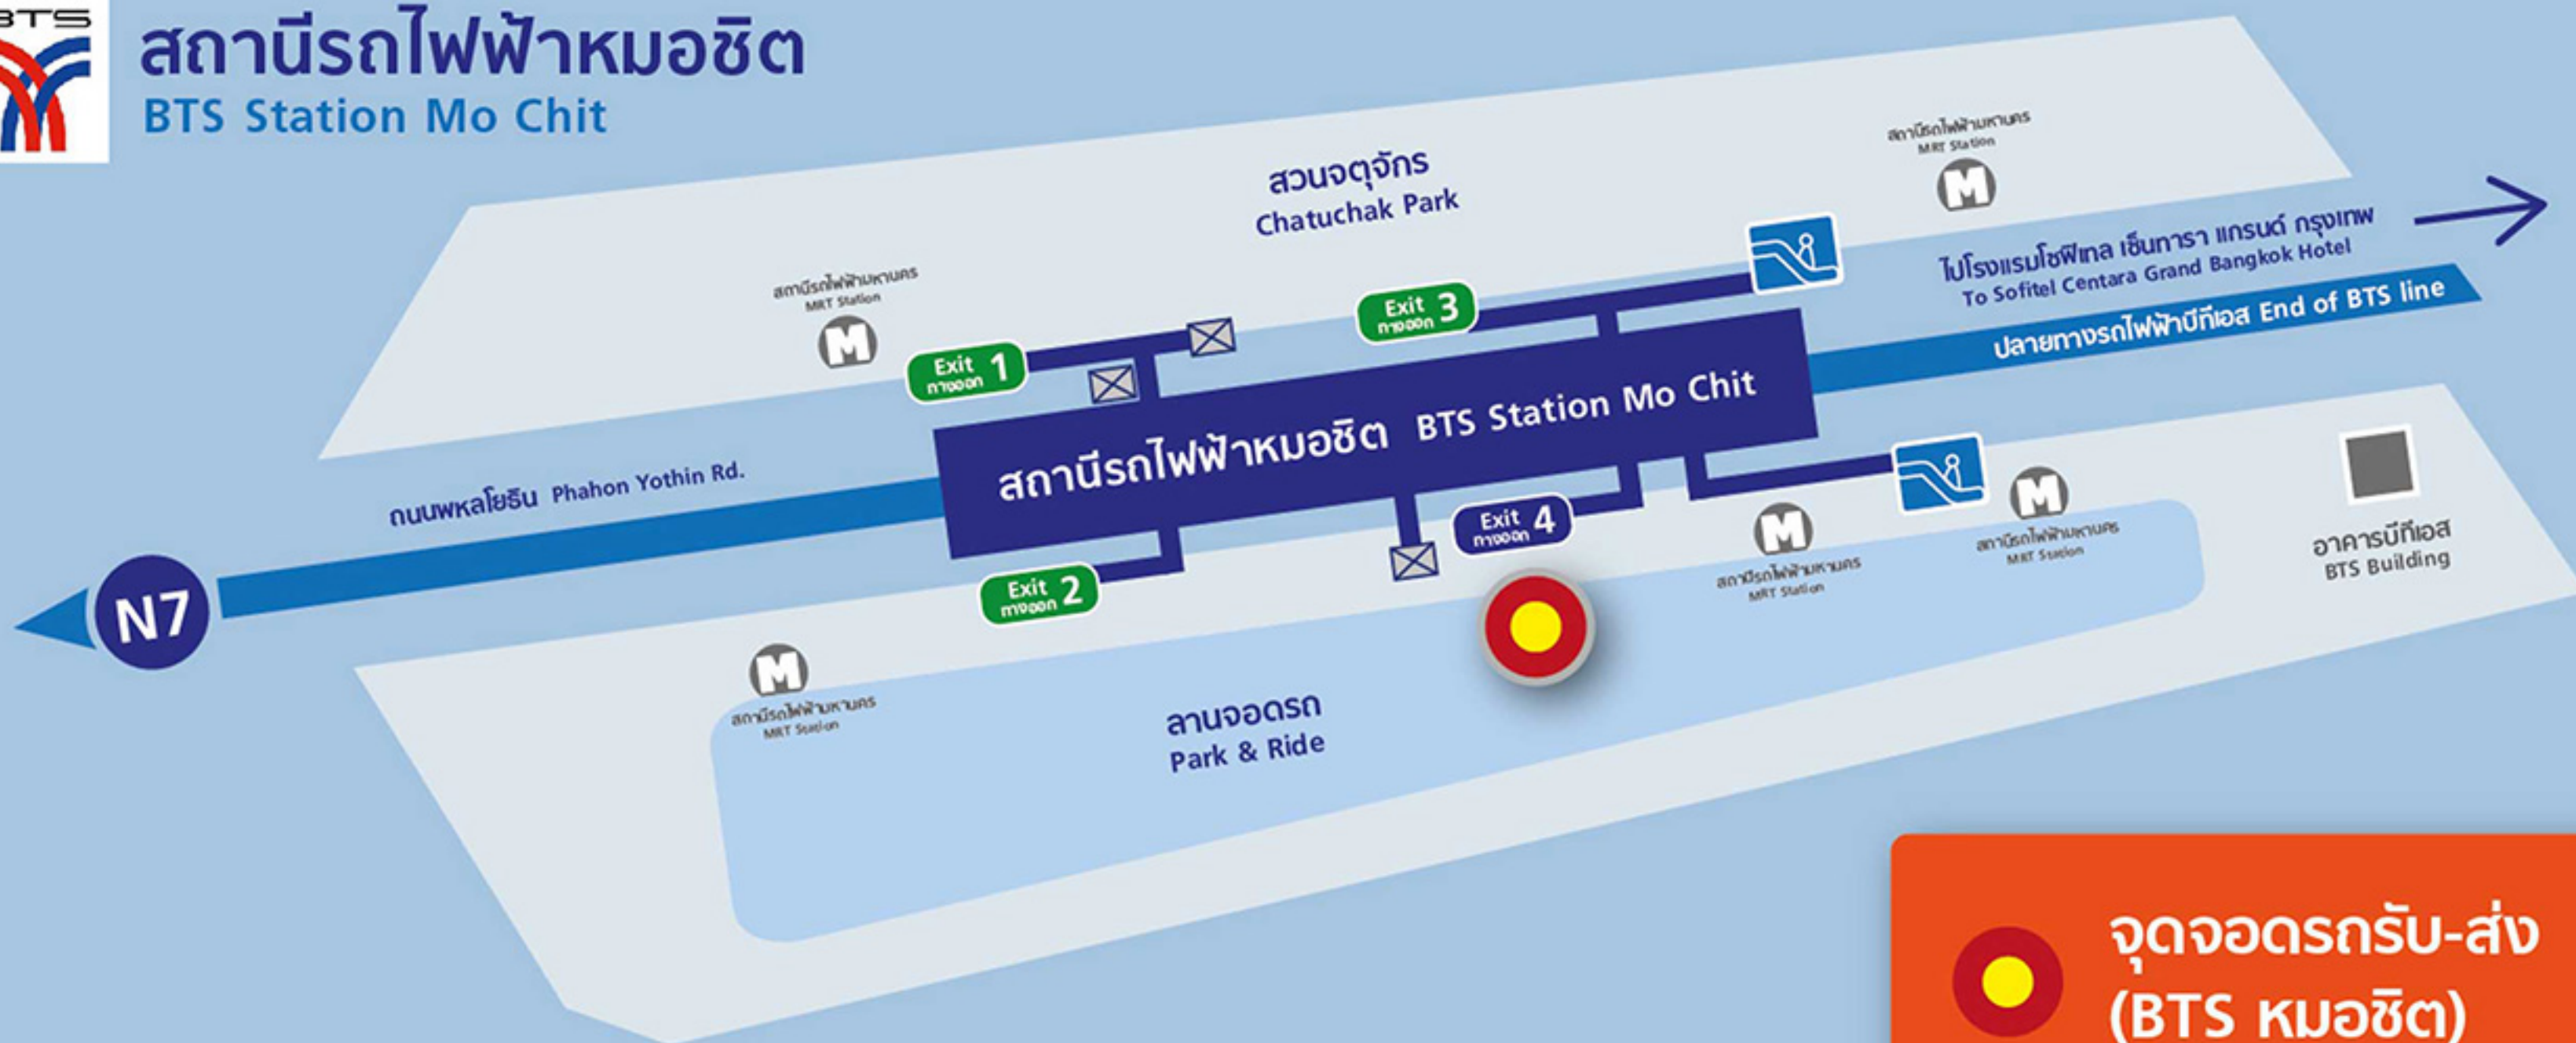 BTS
สถานีรถไฟฟ้าหมอชิต
BTS Station Mo Chit
สวนจตุจักร
Chatuchak Park
สถานีรถไฟฟ้ามหานคร
MRT Station
M
สถานีรถไฟฟ้ามหานคร
MRT Station
M
ไปโรงแรมโซฟิเทล เซ็นทารา แกรนด์ กรุงเทพ
To Sofitel Centara Grand Bangkok Hotel
ปลายทางรถไฟฟ้าบีทีเอส End of BTS line
Exit ทางออก 1
Exit ทางออก 3
ถนนพหลโยธิน Phahon Yothin Rd.
สถานีรถไฟฟ้าหมอชิต BTS Station Mo Chit
N7
Exit ทางออก 2
Exit ทางออก 4
M
สถานีรถไฟฟ้ามหานคร
MRT Station
M
สถานีรถไฟฟ้ามหานคร
MRT Station
M
สถานีรถไฟฟ้ามหานคร
MRT Station
อาคารบีทีเอส
BTS Building
ลานจอดรถ
Park & Ride
จุดจอดรถรับ-ส่ง
(BTS หมอชิต)